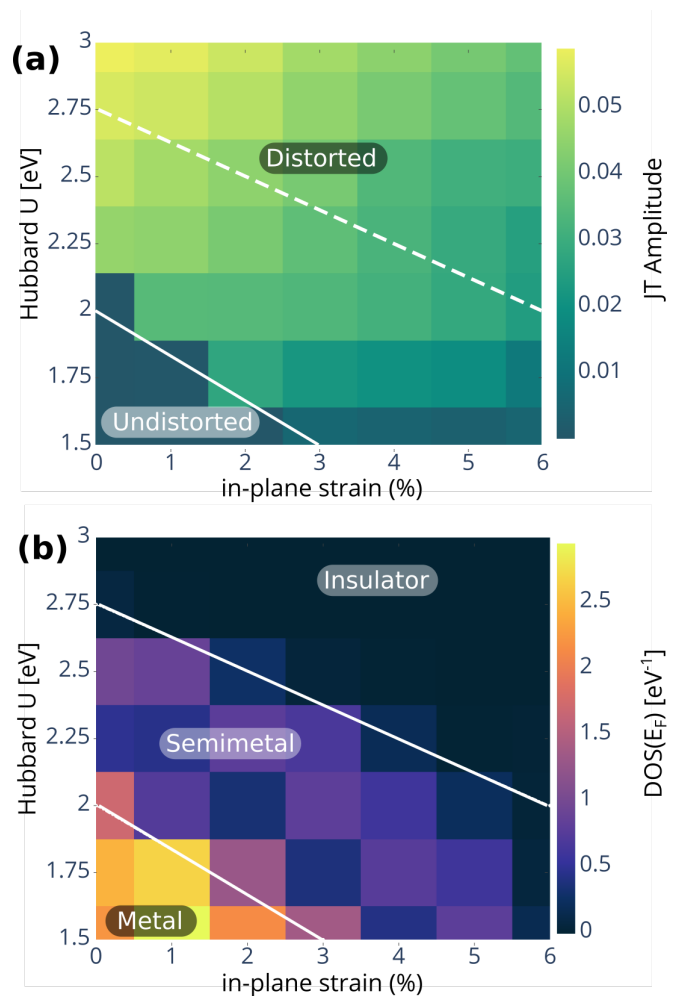 (a)
3
2.75
2.5
2.25
2
1.75
1.5
Hubbard U [eV]
Distorted
Undistorted
0 1 2 3 4 5 6
in-plane strain (%)
0.05
0.04
0.03
0.02
0.01
JT Amplitude
(b)
3
2.75
2.5
2.25
2
1.75
1.5
Hubbard U [eV]
Insulator
Semimetal
Metal
0 1 2 3 4 5 6
in-plane strain (%)
2.5
2
1.5
1
0.5
0
DOS(E_F) [eV⁻¹]